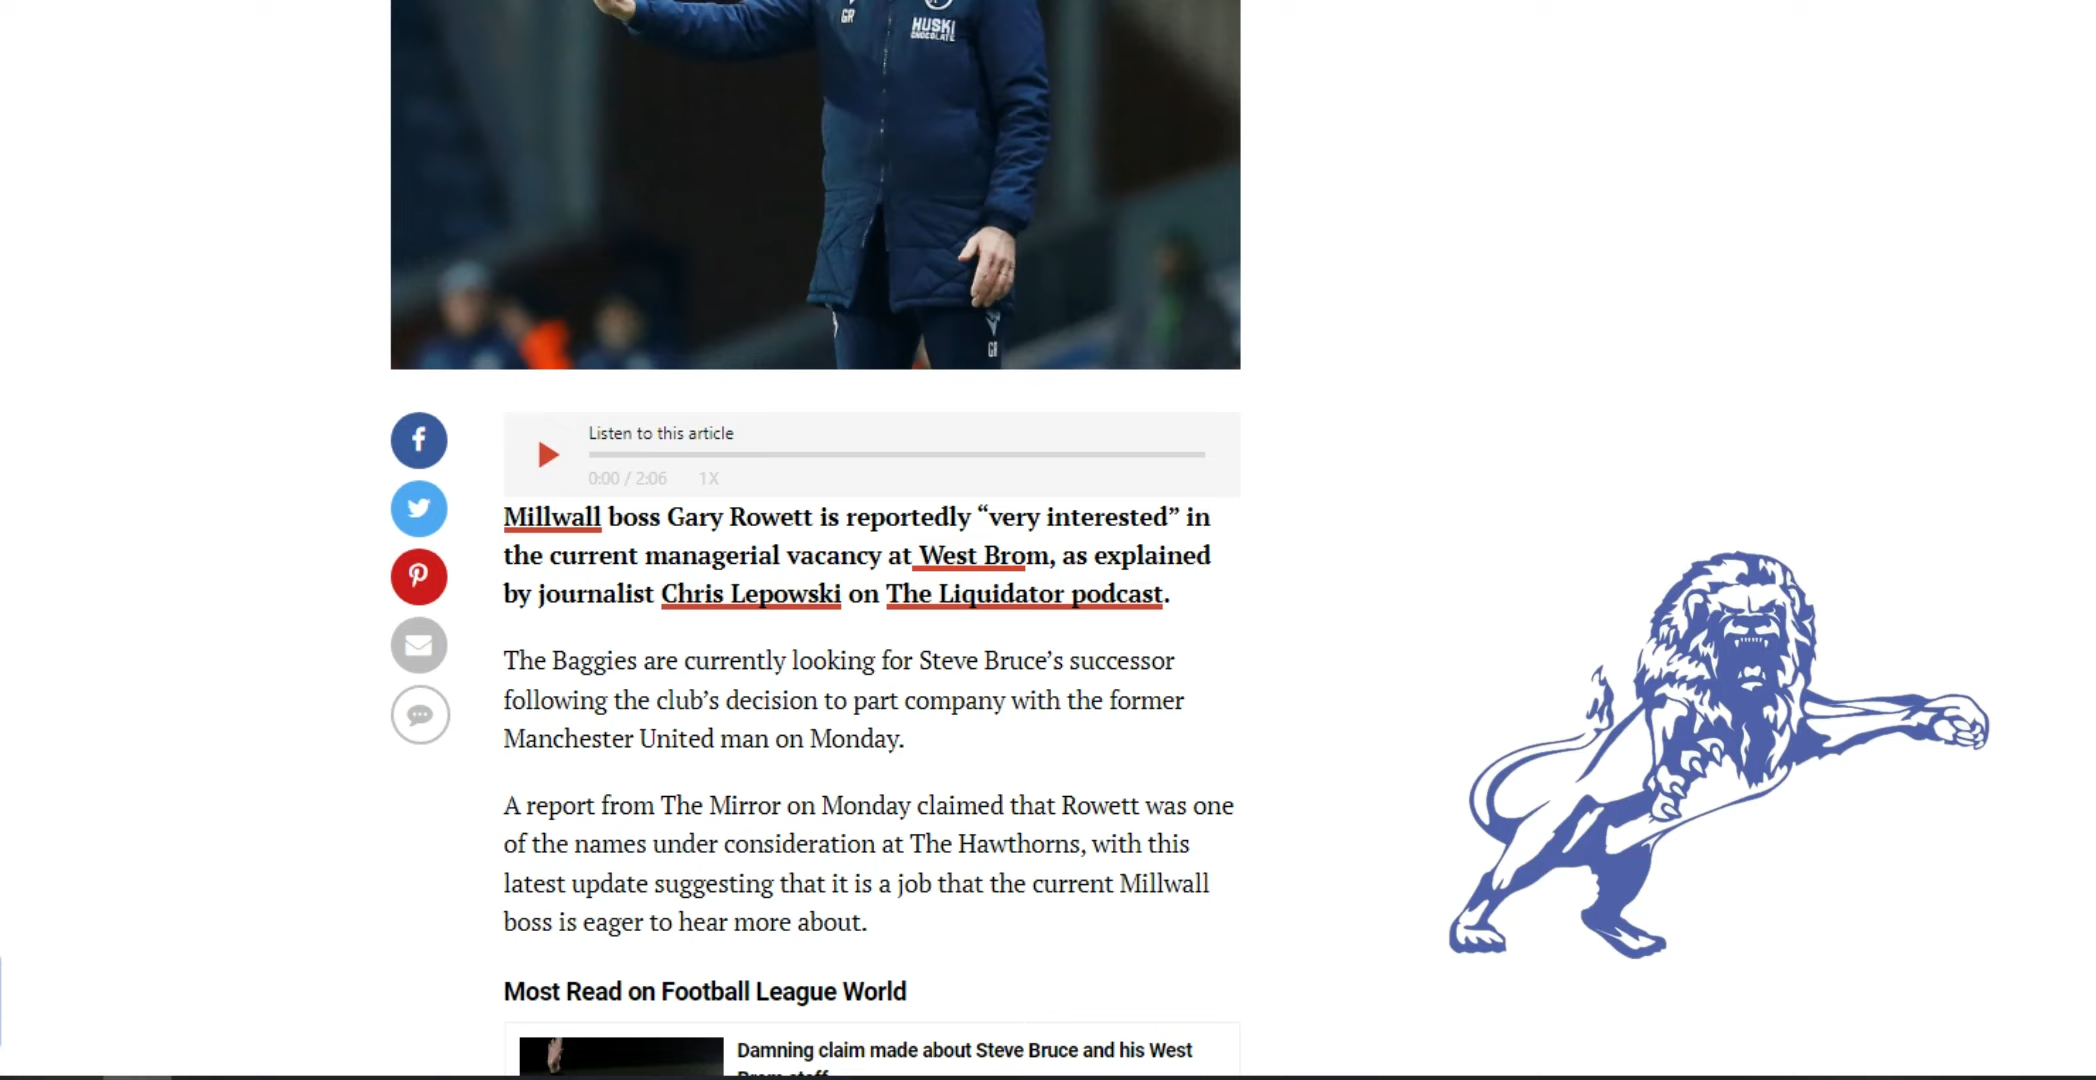 GR
HUSKI
CHOCOLATE
GR
Listen to this article
0:00 / 2:06 1X
Millwall boss Gary Rowett is reportedly “very interested” in
the current managerial vacancy at West Brom, as explained
by journalist Chris Lepowski on The Liquidator podcast.
The Baggies are currently looking for Steve Bruce’s successor
following the club’s decision to part company with the former
Manchester United man on Monday.
A report from The Mirror on Monday claimed that Rowett was one
of the names under consideration at The Hawthorns, with this
latest update suggesting that it is a job that the current Millwall
boss is eager to hear more about.
Most Read on Football League World
Damning claim made about Steve Bruce and his West